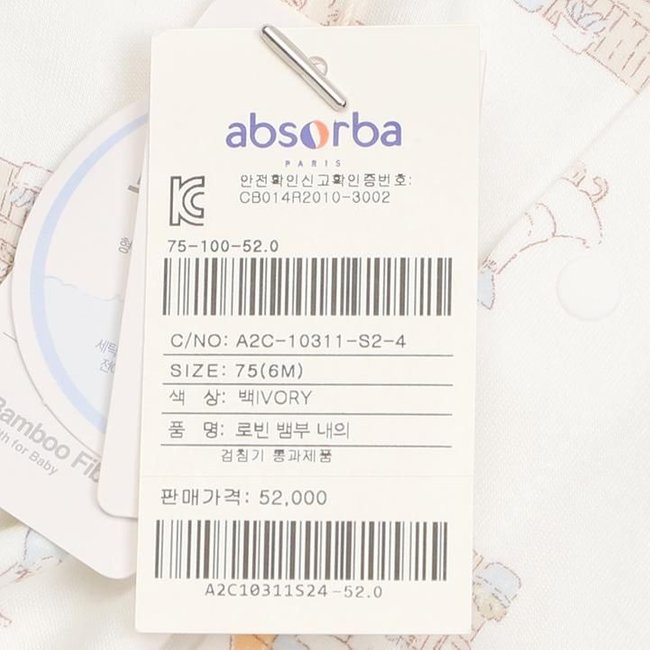 absorba
PARIS
안전확인신고확인증번호:
CB014R2010-3002
75-100-52.0
C/NO: A2C-10311-S2-4
SIZE: 75(6M)
색 상: 백IVORY
품 명: 로빈 뱀부 내의
검침기 통과제품
판매가격: 52,000
A2C10311S24-52.0
형
세탁
Bamboo Fib
for Baby